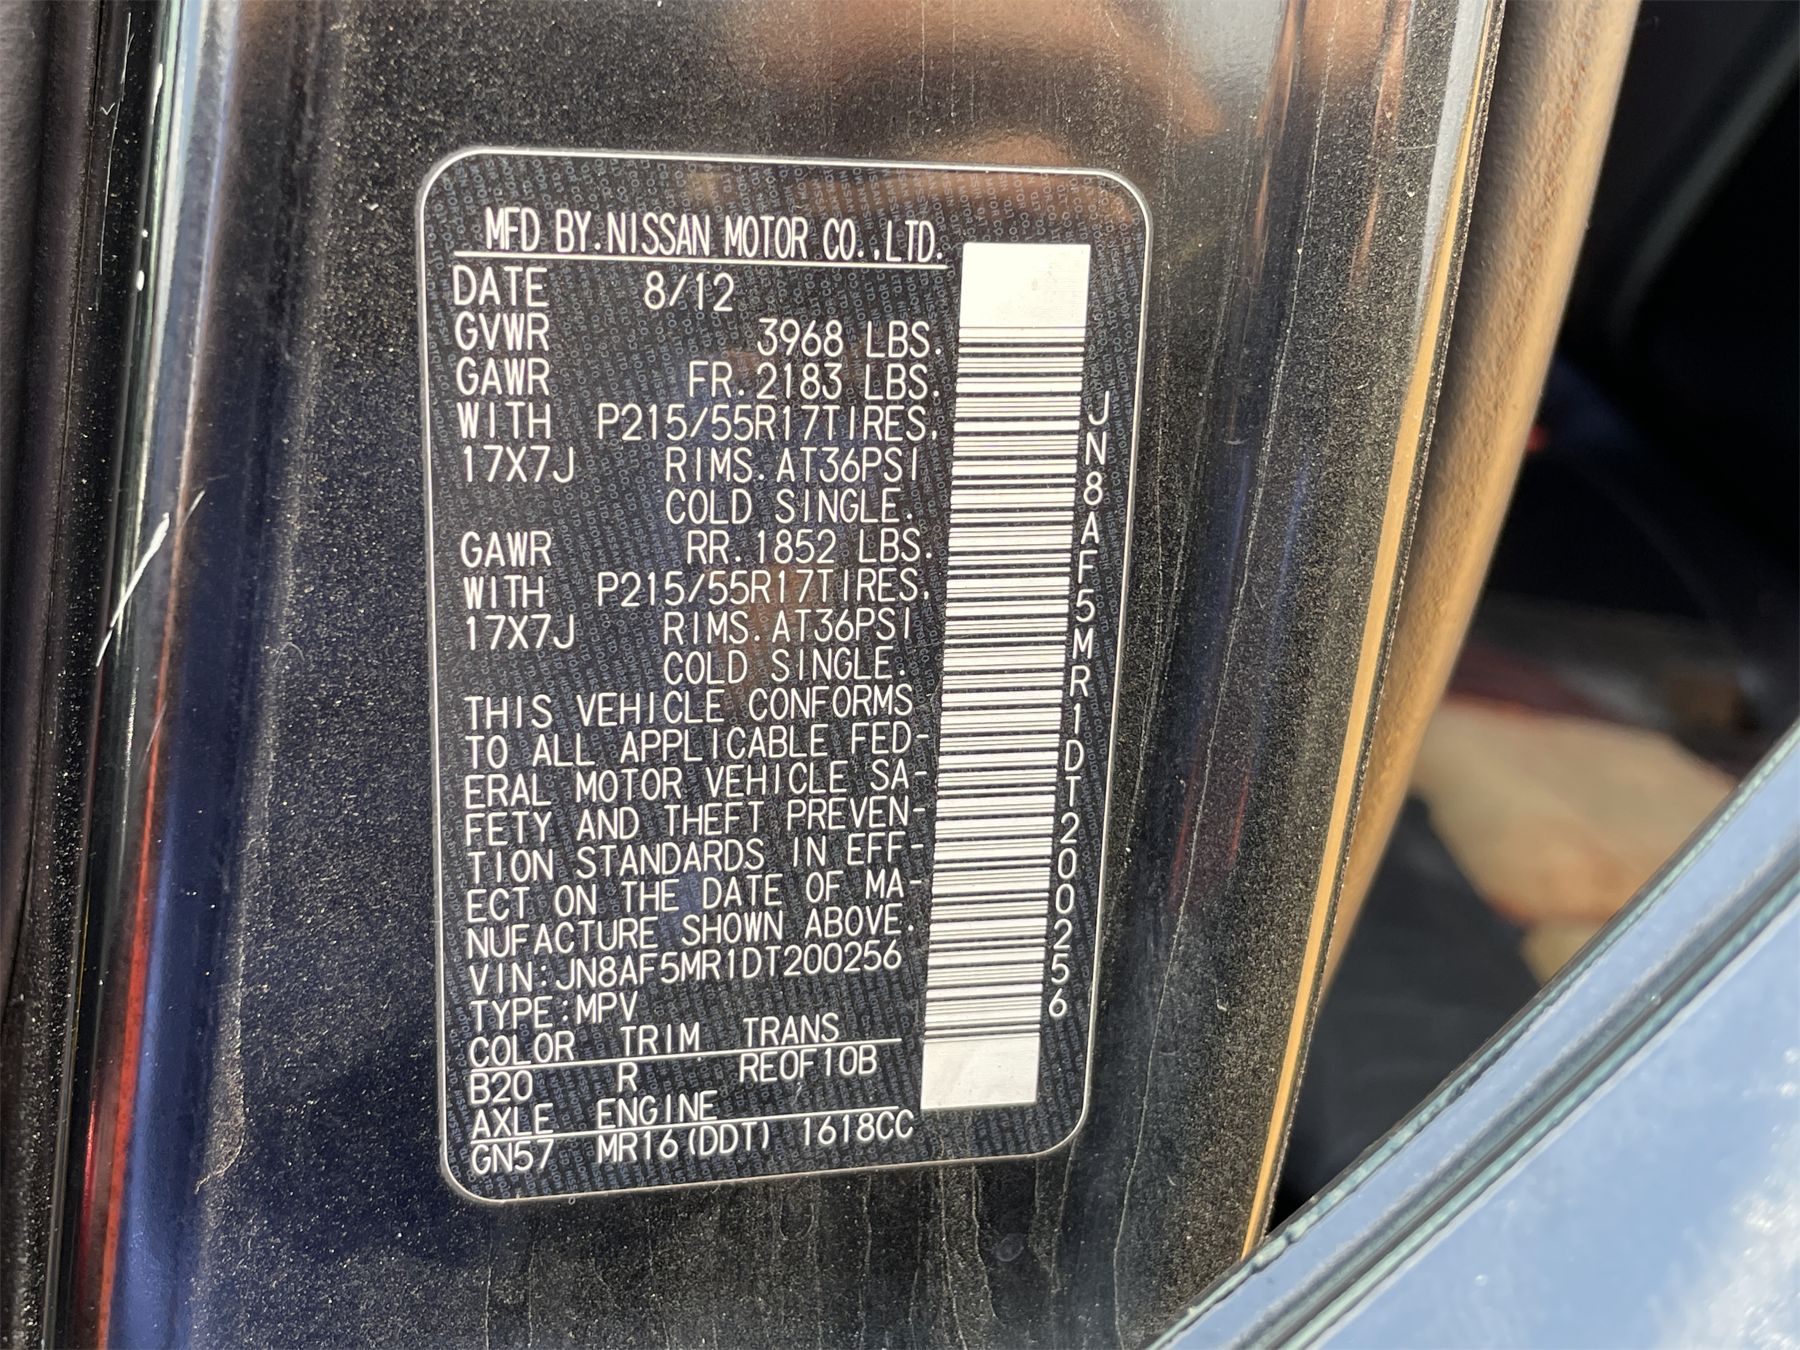 MFD BY.NISSAN MOTOR CO.,LTD.
DATE 8/12
GVWR 3968 LBS.
GAWR FR.2183 LBS.
WITH P215/55R17TIRES,
17X7J RIMS.AT36PSI
COLD SINGLE.
GAWR RR.1852 LBS.
WITH P215/55R17TIRES.
17X7J RIMS.AT36PSI
COLD SINGLE.
THIS VEHICLE CONFORMS
TO ALL APPLICABLE FED-
ERAL MOTOR VEHICLE SA-
FETY AND THEFT PREVEN-
TION STANDARDS IN EFF-
ECT ON THE DATE OF MA-
NUFACTURE SHOWN ABOVE.
VIN:JN8AF5MR1DT200256
TYPE:MPV
COLOR TRIM TRANS
B20 R REOF10B
AXLE ENGINE
GN57 MR16(DDT) 1618CC
JN8AF5MR1DT200256